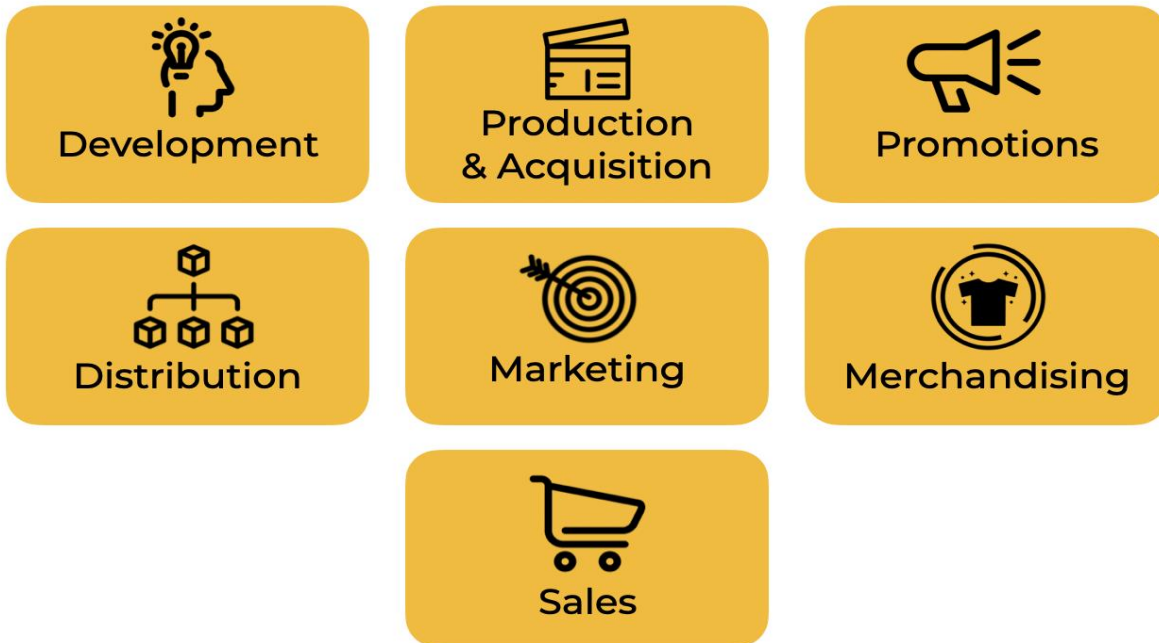 Development
Production
& Acquisition
Promotions
Distribution
Marketing
Merchandising
Sales